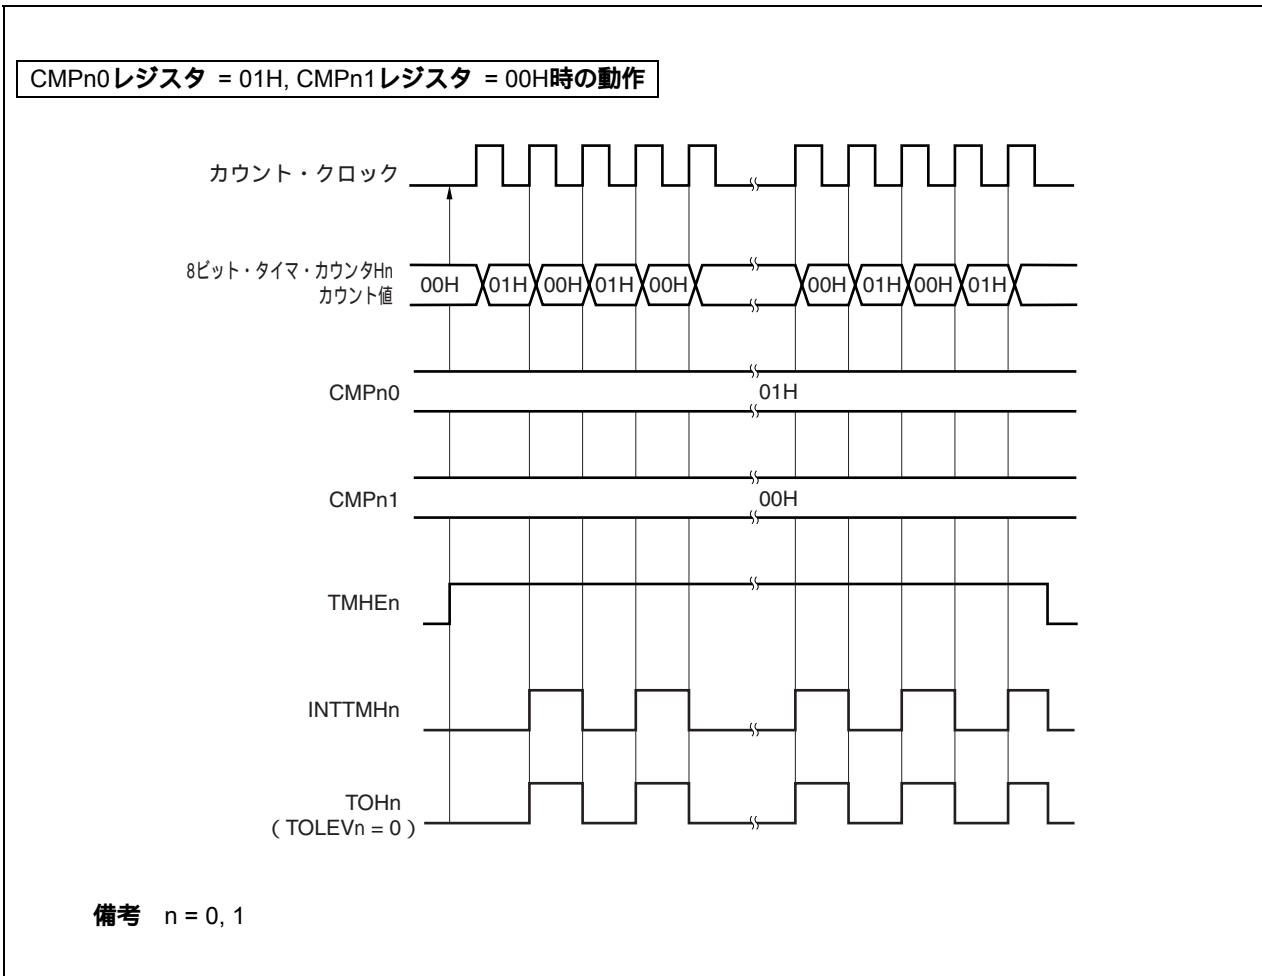 CMPn0レジスタ = 01H, CMPn1レジスタ = 00H時の動作
カウント・クロック
8ビット・タイマ・カウンタHn
カウント値
00H 01H 00H 01H 00H 00H 01H 00H 01H
CMPn0
01H
CMPn1
00H
TMHEn
INTTMHn
TOHn
( TOLEVn = 0 )
備考 n = 0, 1